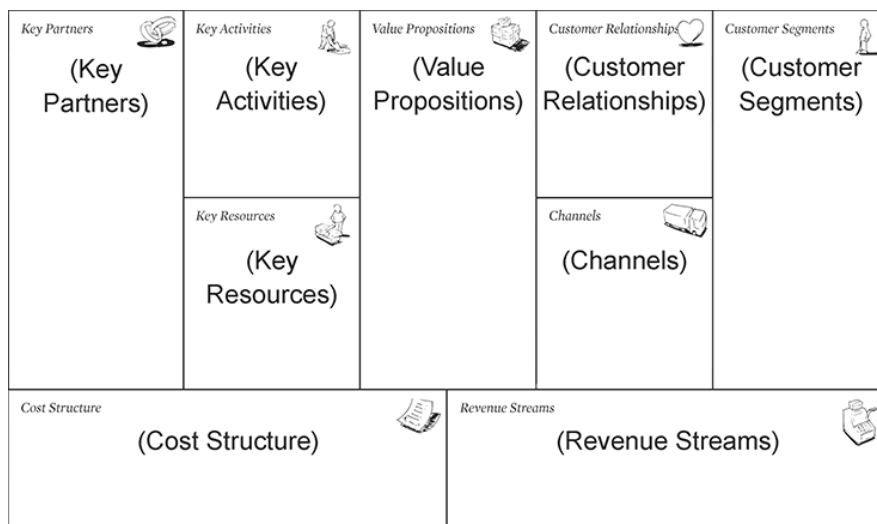 Key Partners
(Key
Partners)
Key Activities
(Key
Activities)
Key Resources
(Key
Resources)
Value Propositions
(Value
Propositions)
Customer Relationships
(Customer
Relationships)
Channels
(Channels)
Customer Segments
(Customer
Segments)
Cost Structure
(Cost Structure)
Revenue Streams
(Revenue Streams)